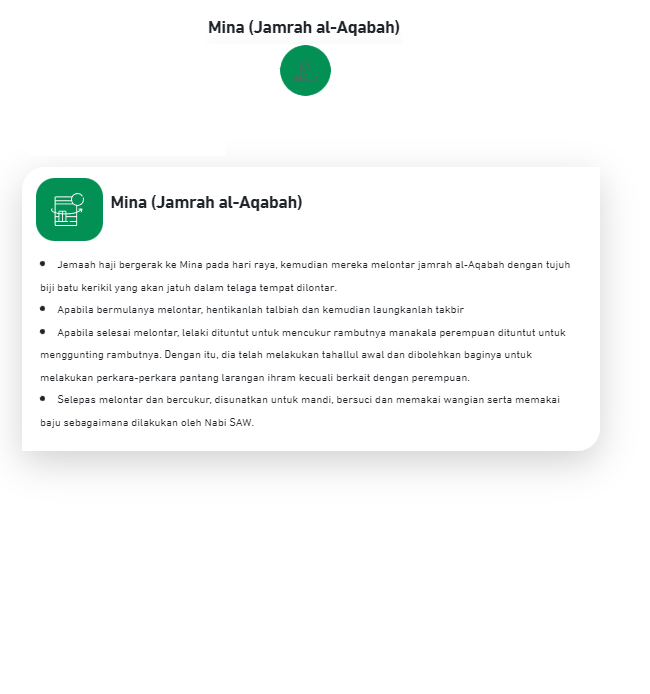 Mina (Jamrah al-Aqabah)
Mina (Jamrah al-Aqabah)
• Jemaah haji bergerak ke Mina pada hari raya, kemudian mereka melontar jamrah al-Aqabah dengan tujuh
biji batu kerikil yang akan jatuh dalam telaga tempat dilontar.
• Apabila bermulanya melontar, hentikanlah talbiah dan kemudian laungkanlah takbir
• Apabila selesai melontar, lelaki dituntut untuk mencukur rambutnya manakala perempuan dituntut untuk
menggunting rambutnya. Dengan itu, dia telah melakukan tahallul awal dan dibolehkan baginya untuk
melakukan perkara-perkara pantang larangan ihram kecuali berkait dengan perempuan.
• Selepas melontar dan bercukur, disunatkan untuk mandi, bersuci dan memakai wangian serta memakai
baju sebagaimana dilakukan oleh Nabi SAW.